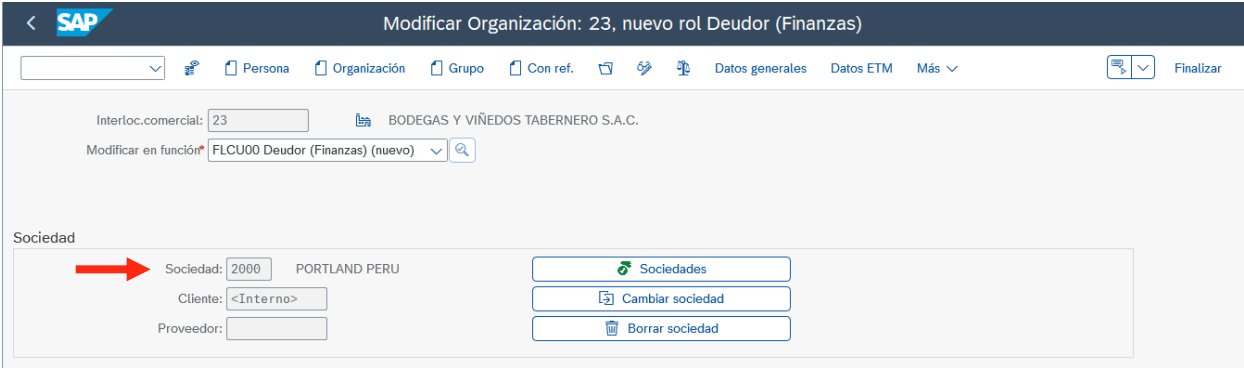 SAP Modificar Organización: 23, nuevo rol Deudor (Finanzas)
Persona Organización Grupo Con ref. Datos generales Datos ETM Más Finalizar
Interloc.comercial: 23 BODEGAS Y VIÑEDOS TABERNERO S.A.C.
Modificar en función* FLCU00 Deudor (Finanzas) (nuevo)
Sociedad
Sociedad: 2000 PORTLAND PERU Sociedades
Cliente: <Interno> Cambiar sociedad
Proveedor: Borrar sociedad